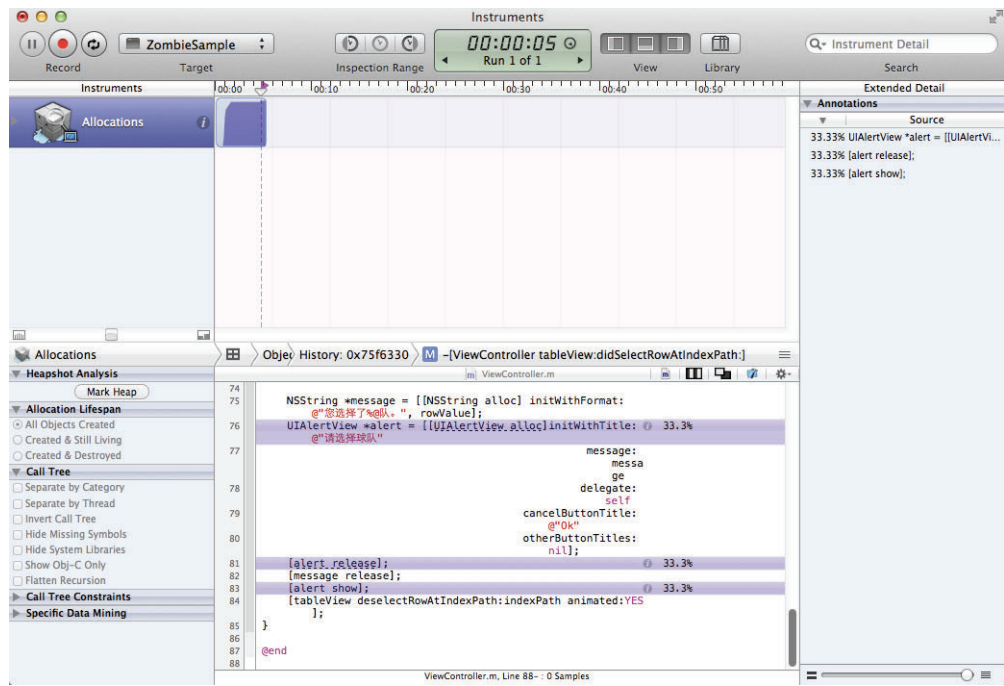 Instruments
ZombieSample
00:00:05
Run 1 of 1
Instrument Detail
Record
Target
Inspection Range
View
Library
Search
Instruments
00:00
00:10
00:20
00:30
00:40
00:50
Extended Detail
Allocations
Annotations
Source
33.33% UIAlertView *alert = [[UIAlertVi...
33.33% [alert release];
33.33% [alert show];
Allocations
Objec
History: 0x75f6330
M
-[ViewController tableView:didSelectRowAtIndexPath:]
Heapshot Analysis
Mark Heap
Allocation Lifespan
All Objects Created
Created & Still Living
Created & Destroyed
Call Tree
Separate by Category
Separate by Thread
Invert Call Tree
Hide Missing Symbols
Hide System Libraries
Show Obj-C Only
Flatten Recursion
Call Tree Constraints
Specific Data Mining
ViewController.m
74
75 NSString *message = [[NSString alloc] initWithFormat:
@"您选择了%@队。", rowValue];
76 UIAlertView *alert = [[UIAlertView alloc]initWithTitle: 33.3%
@"请选择球队"
77 message:
messa
ge
78 delegate:
self
79 cancelButtonTitle:
@"Ok"
80 otherButtonTitles:
nil];
81 [alert release]; 33.3%
82 [message release];
83 [alert show]; 33.3%
84 [tableView deselectRowAtIndexPath:indexPath animated:YES
];
85 }
86
87 @end
88
ViewController.m, Line 88- : 0 Samples